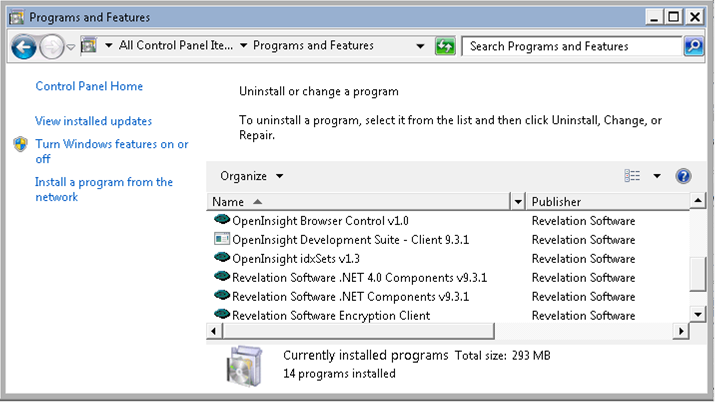 Programs and Features
All Control Panel Ite... Programs and Features
Search Programs and Features
Control Panel Home
View installed updates
Turn Windows features on or
off
Install a program from the
network
Uninstall or change a program
To uninstall a program, select it from the list and then click Uninstall, Change, or
Repair.
Organize
Name Publisher
OpenInsight Browser Control v1.0 Revelation Software
OpenInsight Development Suite - Client 9.3.1 Revelation Software
OpenInsight idxSets v1.3 Revelation Software
Revelation Software .NET 4.0 Components v9.3.1 Revelation Software
Revelation Software .NET Components v9.3.1 Revelation Software
Revelation Software Encryption Client Revelation Software
Currently installed programs Total size: 293 MB
14 programs installed